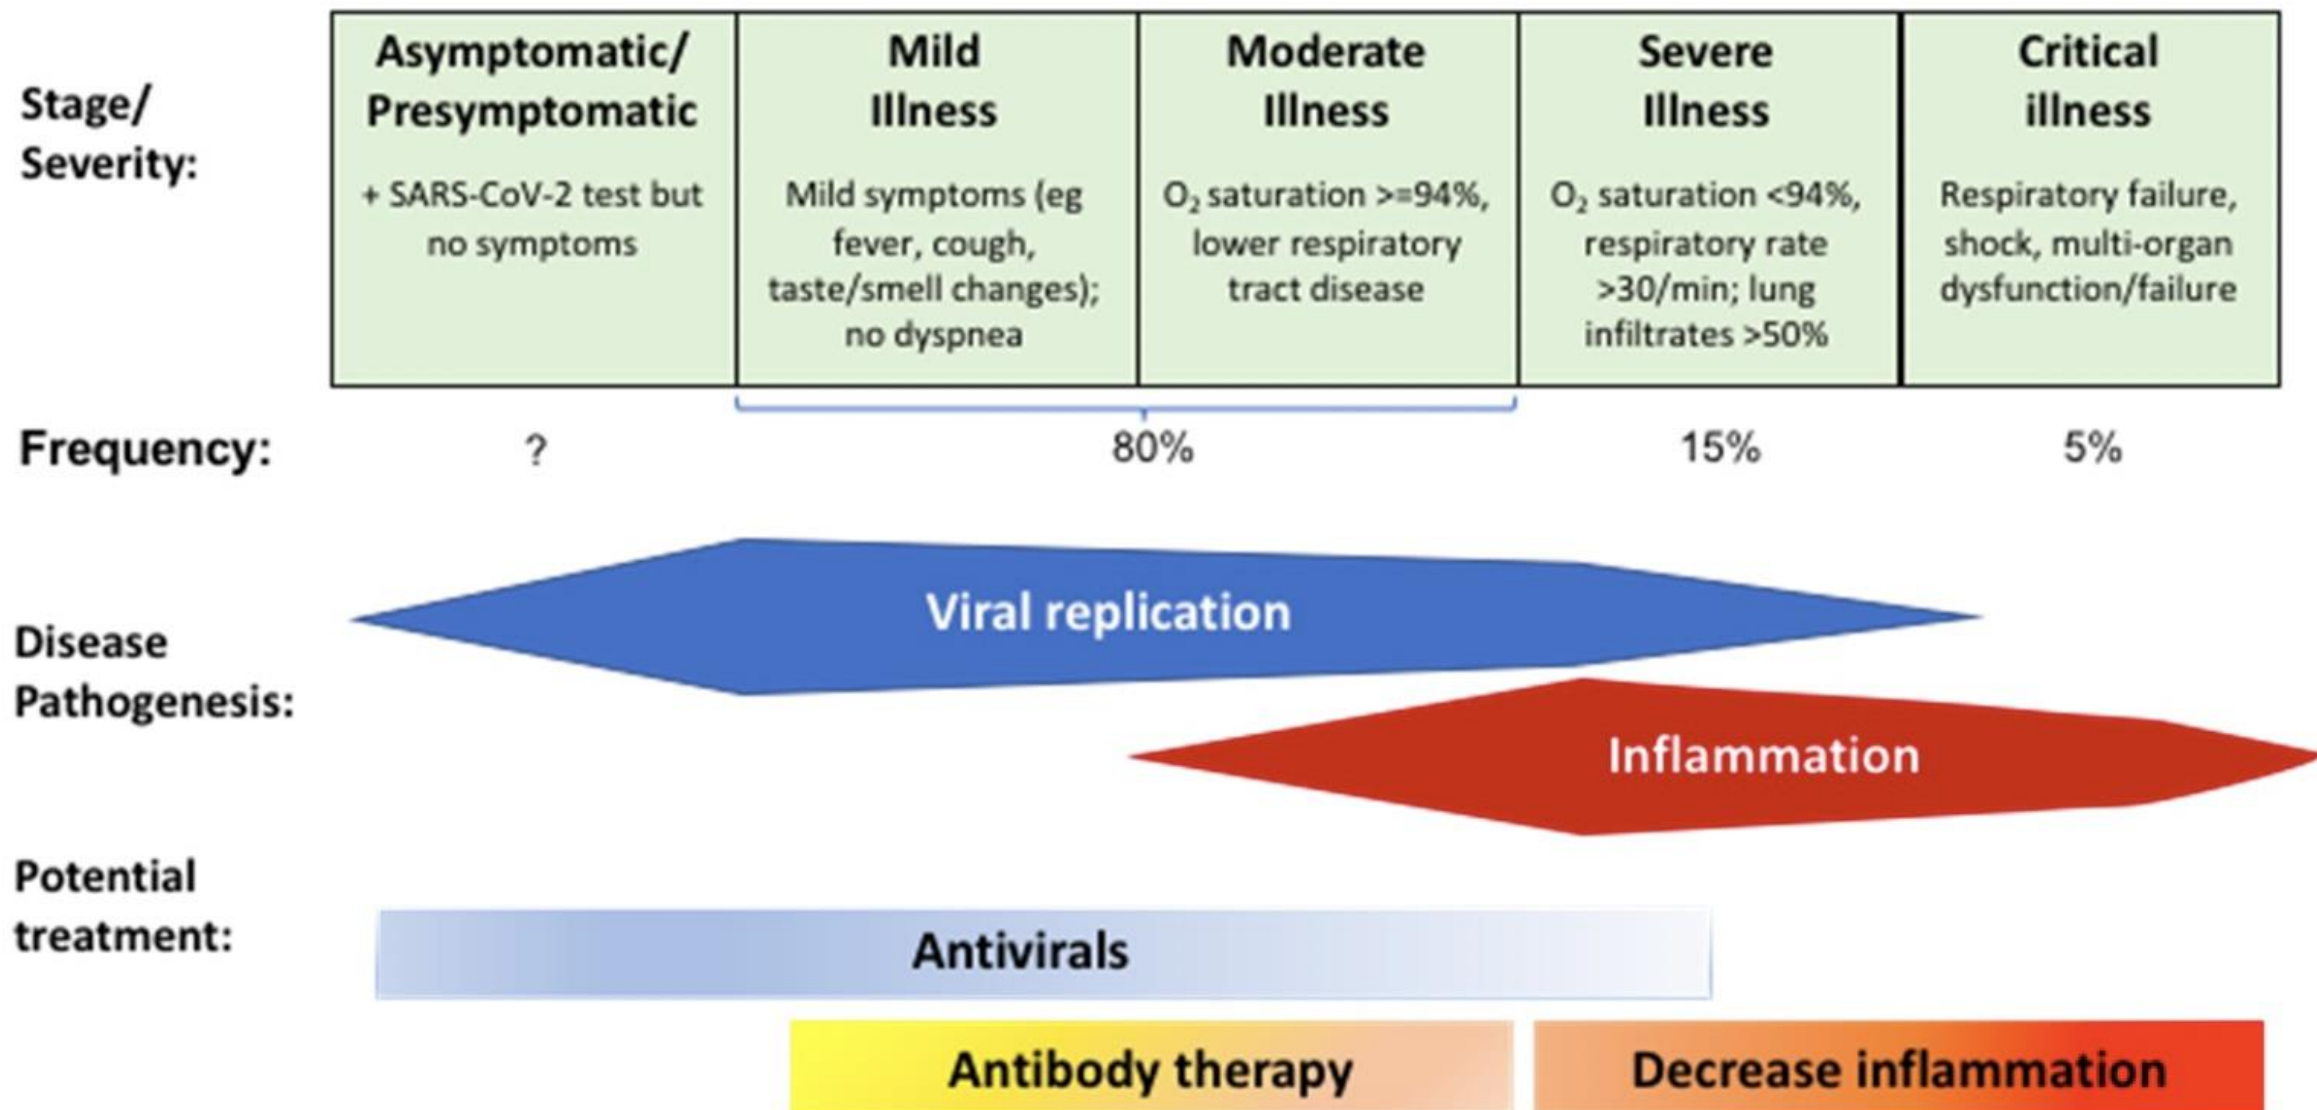 Stage/
Severity:
Asymptomatic/
Presymptomatic
+ SARS-CoV-2 test but
no symptoms
Mild
Illness
Mild symptoms (eg
fever, cough,
taste/smell changes);
no dyspnea
Moderate
Illness
O₂ saturation >=94%,
lower respiratory
tract disease
Severe
Illness
O₂ saturation <94%,
respiratory rate
>30/min; lung
infiltrates >50%
Critical
illness
Respiratory failure,
shock, multi-organ
dysfunction/failure
Frequency:
?
80%
15%
5%
Disease
Pathogenesis:
Viral replication
Inflammation
Potential
treatment:
Antivirals
Antibody therapy
Decrease inflammation